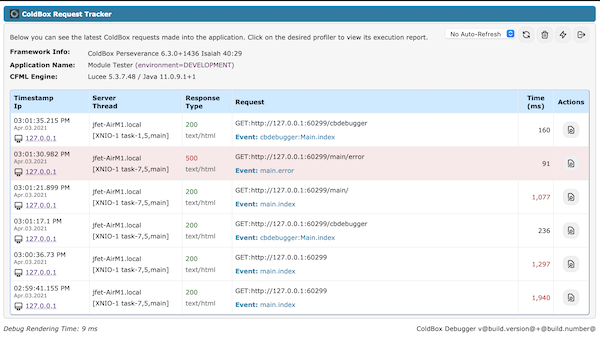 ColdBox Request Tracker
Below you can see the latest ColdBox requests made into the application. Click on the desired profiler to view its execution report.
No Auto-Refresh
Framework Info: ColdBox Perseverance 6.3.0+1436 Isaiah 40:29
Application Name: Module Tester (environment=DEVELOPMENT)
CFML Engine: Lucee 5.3.7.48 / Java 11.0.9.1+1
Timestamp Server Response Request Time Actions
Ip Thread Type (ms)
03:01:35.215 PM jfet-AirM1.local 200 GET:http://127.0.0.1:60299/cbdebugger 160
Apr.03.2021
127.0.0.1 [XNIO-1 task-1,5,main] text/html Event: cbdebugger:Main.index
03:01:30.982 PM jfet-AirM1.local 500 GET:http://127.0.0.1:60299/main/error 91
Apr.03.2021
127.0.0.1 [XNIO-1 task-7,5,main] text/html Event: main.error
03:01:21.899 PM jfet-AirM1.local 200 GET:http://127.0.0.1:60299/main/ 1,077
Apr.03.2021
127.0.0.1 [XNIO-1 task-7,5,main] text/html Event: main.index
03:01:17.1 PM jfet-AirM1.local 200 GET:http://127.0.0.1:60299/cbdebugger 236
Apr.03.2021
127.0.0.1 [XNIO-1 task-7,5,main] text/html Event: cbdebugger:Main.index
03:00:36.73 PM jfet-AirM1.local 200 GET:http://127.0.0.1:60299 1,297
Apr.03.2021
127.0.0.1 [XNIO-1 task-7,5,main] text/html Event: main.index
02:59:41.155 PM jfet-AirM1.local 200 GET:http://127.0.0.1:60299 1,940
Apr.03.2021
127.0.0.1 [XNIO-1 task-7,5,main] text/html Event: main.index
Debug Rendering Time: 9 ms ColdBox Debugger v@build.version@+@build.number@